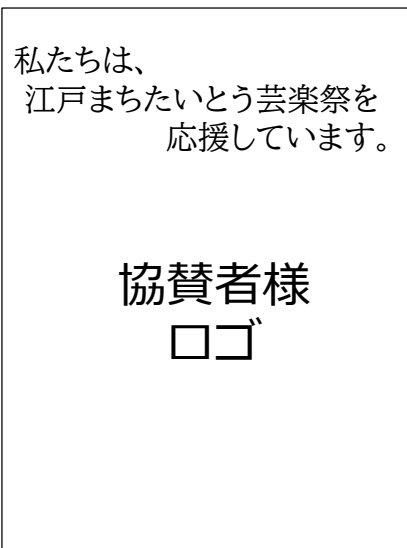 私たちは、
江戸まちたいとう芸楽祭を
応援しています。
協賛者様
ロゴ